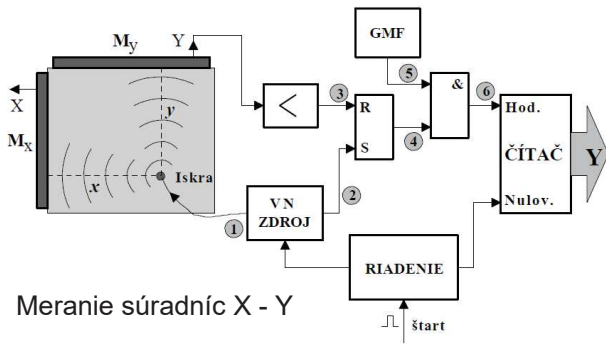 My
Y
GMF
X
Mx
y
x
Iskra
<
3
5
&
6
R
S
4
Hod.
ČÍTAČ
Nulov.
Y
1
2
VN
ZDROJ
RIADENIE
štart
Meranie súradníc X - Y